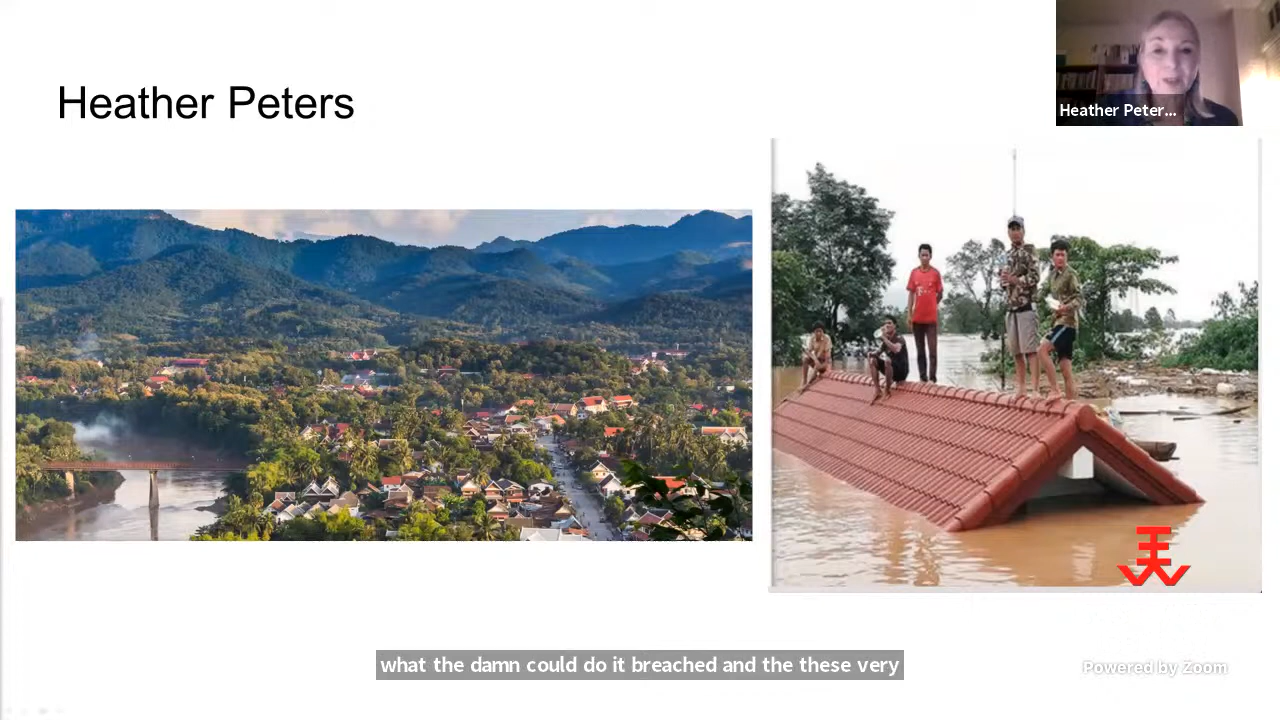 Heather Peters
Heather Peter...
what the damn could do it breached and the these very
Powered by Zoom